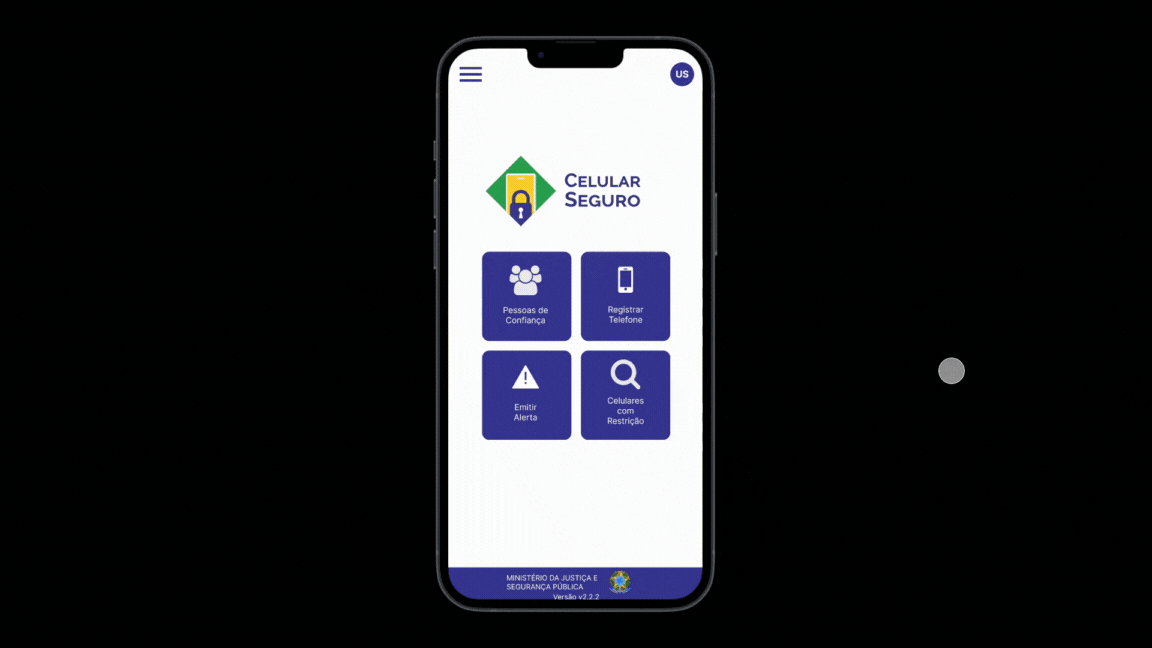 US
CELULAR
SEGURO
Pessoas de
Confiança
Registrar
Telefone
Emitir
Alerta
Celulares
com
Restrição
MINISTÉRIO DA JUSTIÇA E
SEGURANÇA PÚBLICA
Versão v2.2.2